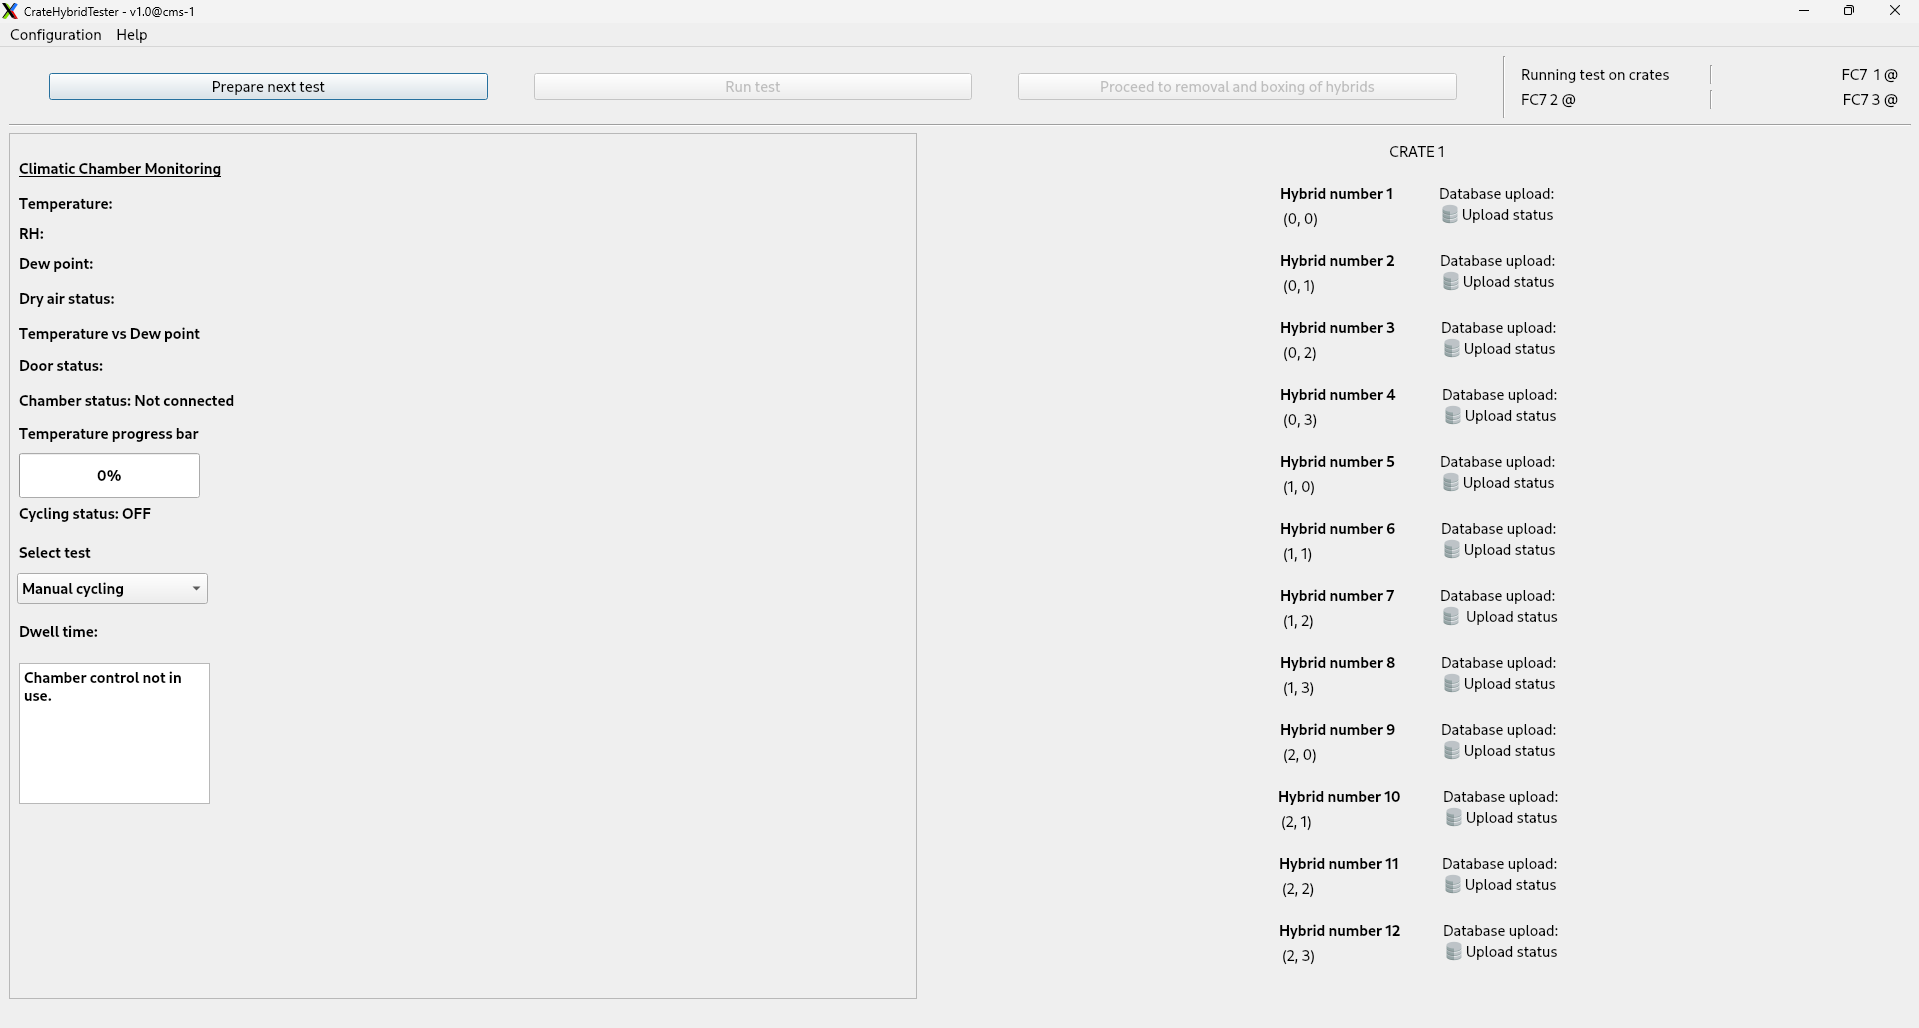 CrateHybridTester - v1.0@cms-1
Configuration Help
Prepare next test
Run test
Proceed to removal and boxing of hybrids
Running test on crates
FC7 1 @
FC7 2 @
FC7 3 @
Climatic Chamber Monitoring
Temperature:
RH:
Dew point:
Dry air status:
Temperature vs Dew point
Door status:
Chamber status: Not connected
Temperature progress bar
0%
Cycling status: OFF
Select test
Manual cycling
Dwell time:
Chamber control not in
use.
CRATE 1
Hybrid number 1 Database upload:
(0, 0) Upload status
Hybrid number 2 Database upload:
(0, 1) Upload status
Hybrid number 3 Database upload:
(0, 2) Upload status
Hybrid number 4 Database upload:
(0, 3) Upload status
Hybrid number 5 Database upload:
(1, 0) Upload status
Hybrid number 6 Database upload:
(1, 1) Upload status
Hybrid number 7 Database upload:
(1, 2) Upload status
Hybrid number 8 Database upload:
(1, 3) Upload status
Hybrid number 9 Database upload:
(2, 0) Upload status
Hybrid number 10 Database upload:
(2, 1) Upload status
Hybrid number 11 Database upload:
(2, 2) Upload status
Hybrid number 12 Database upload:
(2, 3) Upload status